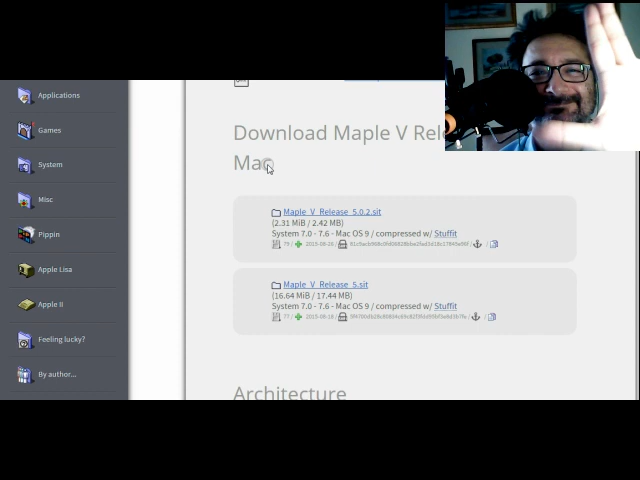 Applications
Games
System
Misc
Pippin
Apple Lisa
Apple II
Feeling lucky?
By author...
Download Maple V Rele
Mac
Maple_V_Release_5.0.2.sit
(2.31 MiB / 2.42 MB)
System 7.0 - 7.6 - Mac OS 9 / compressed w/ Stuffit
Maple_V_Release_5.sit
(16.64 MiB / 17.44 MB)
System 7.0 - 7.6 - Mac OS 9 / compressed w/ Stuffit
Architecture